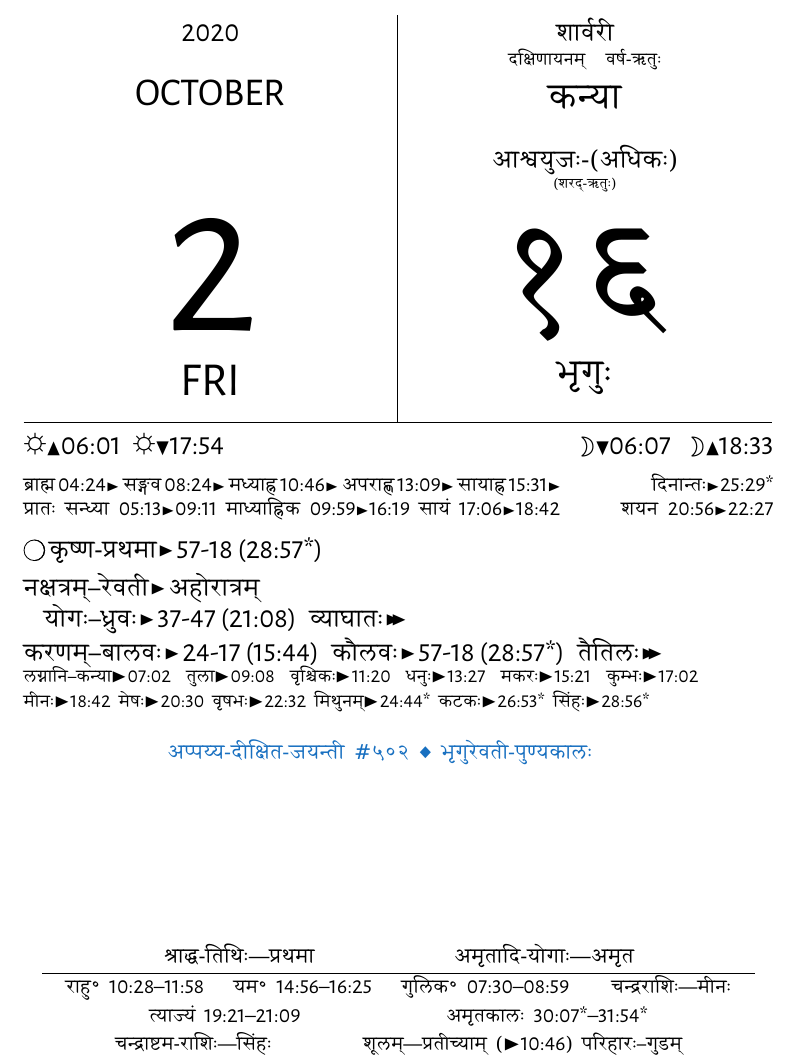 2020
OCTOBER
2
FRI
शार्वरी
दक्षिणायनम् वर्ष-ऋतुः
कन्या
आश्वयुजः-(अधिकः)
(शरद्-ऋतुः)
१६
भृगुः
☼▲06:01 ☼▼17:54 ☽▼06:07 ☽▲18:33
ब्राह्म 04:24► सङ्गव 08:24► मध्याह्न 10:46► अपराह्ण 13:09► सायाह्न 15:31► दिनान्तः►25:29*
प्रातः सन्ध्या 05:13►09:11 माध्याह्निक 09:59►16:19 सायं 17:06►18:42 शयन 20:56►22:27
○ कृष्ण-प्रथमा►57-18 (28:57*)
नक्षत्रम्–रेवती► अहोरात्रम्
योगः–ध्रुवः►37-47 (21:08) व्याघातः►►
करणम्–बालवः►24-17 (15:44) कौलवः►57-18 (28:57*) तैतिलः►►
लग्नानि–कन्या►07:02 तुला►09:08 वृश्चिकः►11:20 धनुः►13:27 मकरः►15:21 कुम्भः►17:02
मीनः►18:42 मेषः►20:30 वृषभः►22:32 मिथुनम्►24:44* कटकः►26:53* सिंहः►28:56*
अप्पय्य-दीक्षित-जयन्ती #५०२ ◆ भृगुरेवती-पुण्यकालः
श्राद्ध-तिथिः—प्रथमा अमृतादि-योगाः—अमृत
राहु॰ 10:28–11:58 यम॰ 14:56–16:25 गुलिक॰ 07:30–08:59 चन्द्रराशिः—मीनः
त्याज्यं 19:21–21:09 अमृतकालः 30:07*–31:54*
चन्द्राष्टम-राशिः—सिंहः शूलम्—प्रतीच्याम् (►10:46) परिहारः–गुडम्